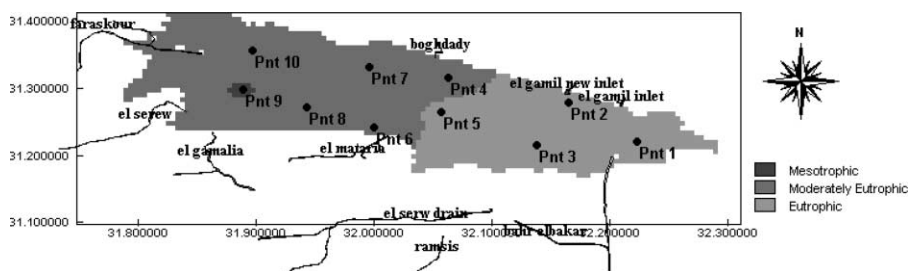 31.400000
faraskour
N
boghdady
Pnt 10
Pnt 7
31.300000
Pnt 4
el gamil new inlet
el gamil inlet
Pnt 9
Pnt 2
el serew
Pnt 8
Pnt 5
Pnt 6
31.200000
el gamalia
el mataria
Pnt 3
Pnt 1
Mesotrophic
Moderately Eutrophic
Eutrophic
el serw drain
31.100000
bahr albakar
31.800000
31.900000
32.000000
32.100000
32.200000
32.300000
ramsis